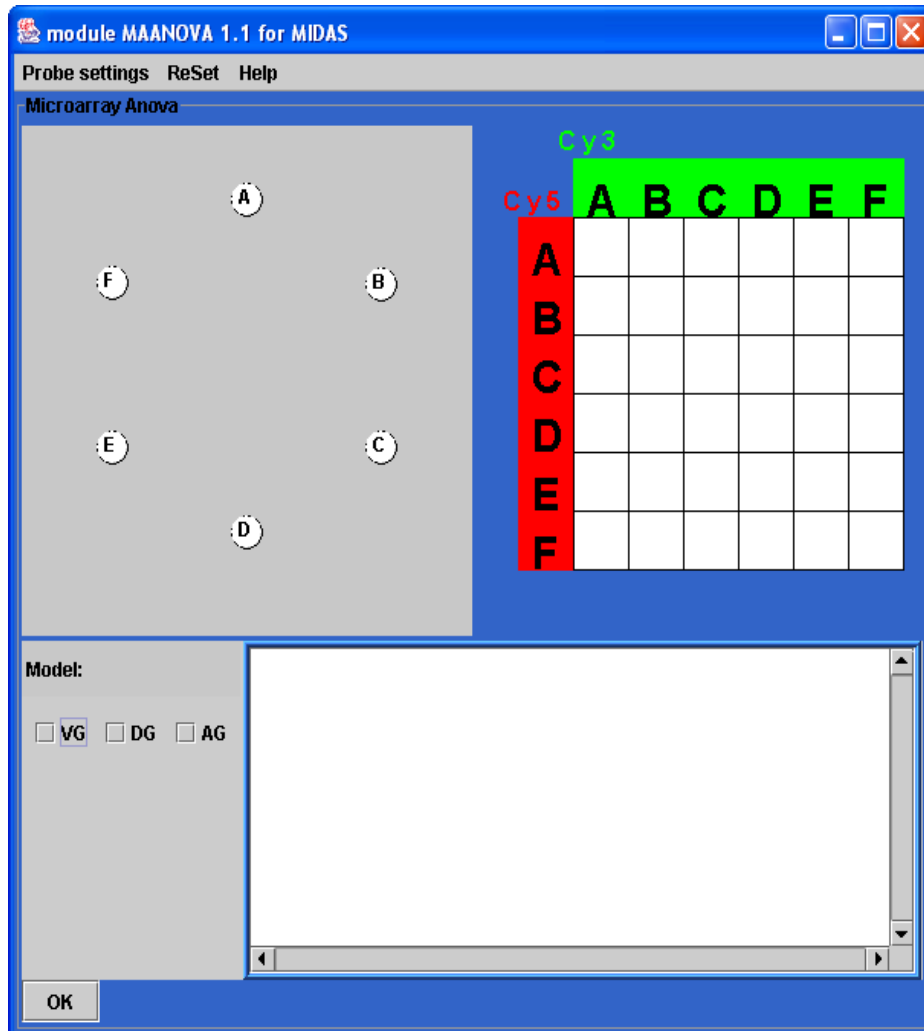 module MAANOVA 1.1 for MIDAS
Probe settings ReSet Help
Microarray Anova
A
F
B
E
C
D
Cy3
Cy5 A B C D E F
A
B
C
D
E
F
Model:
VG DG AG
OK